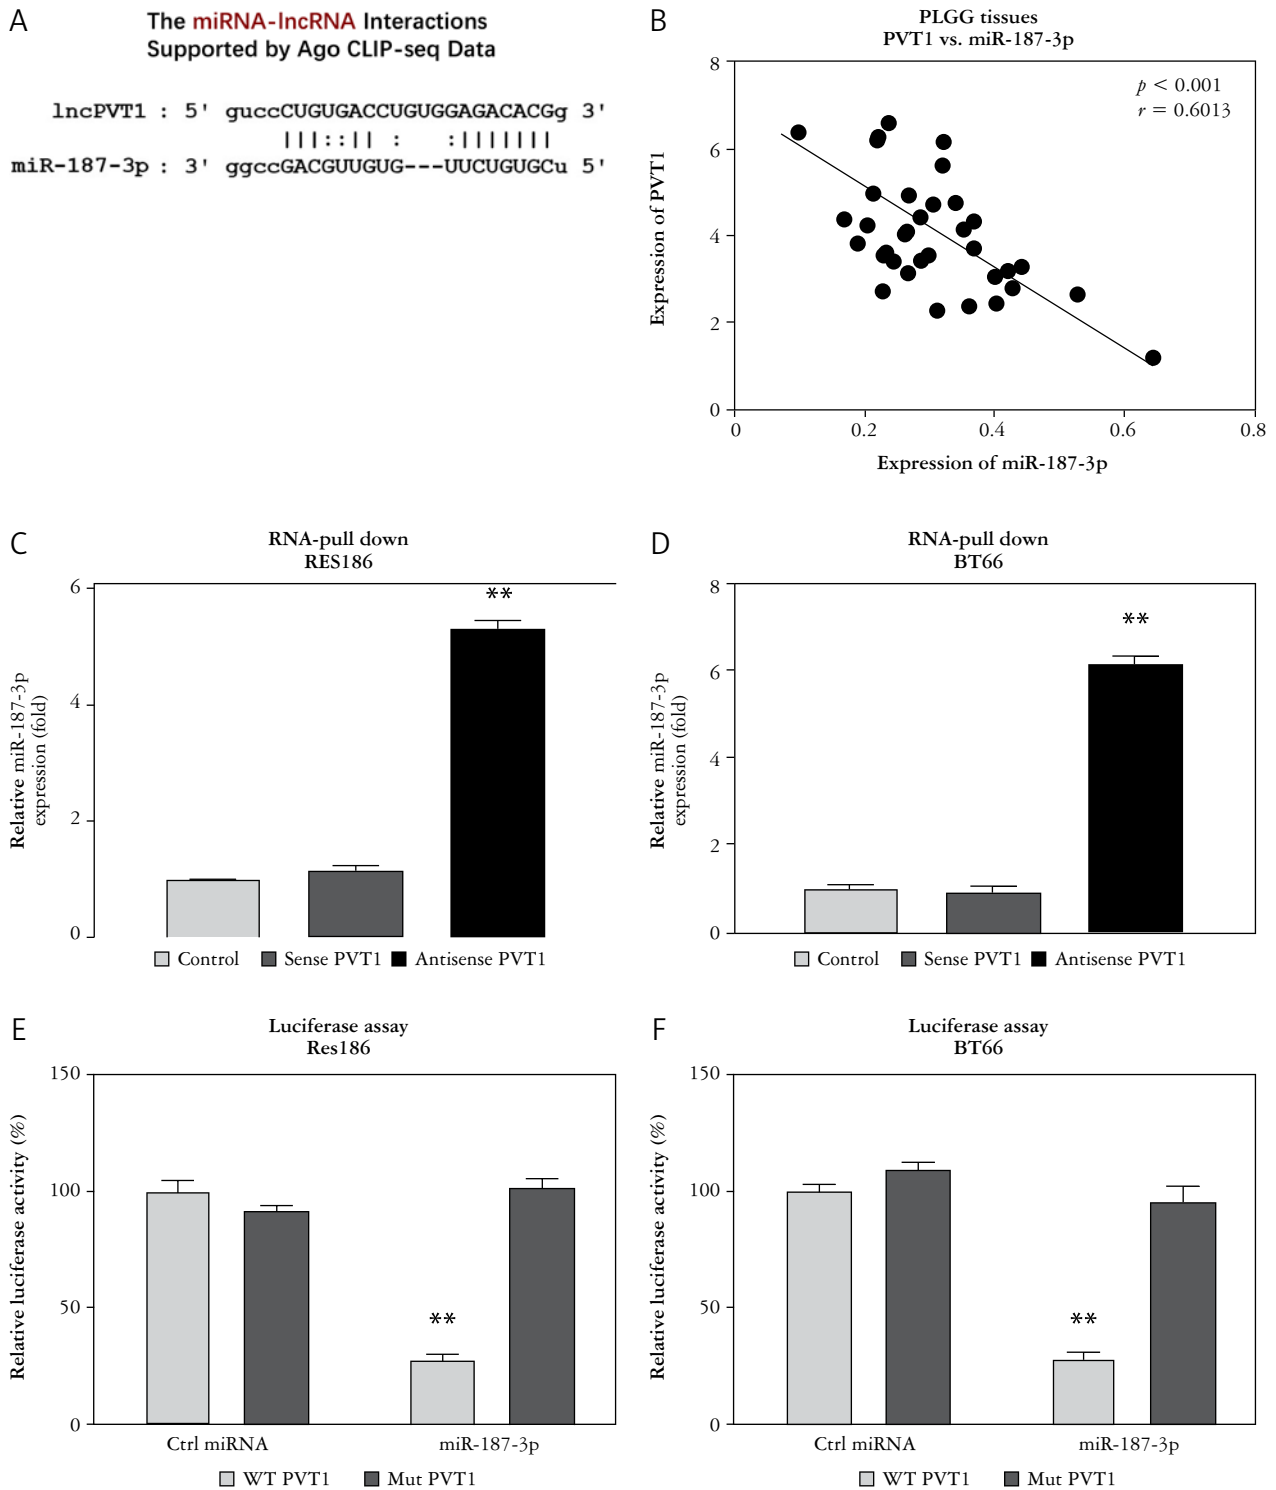 A
The miRNA-lncRNA Interactions
Supported by Ago CLIP-seq Data
lncPVT1 : 5' guccCUGUGACCUGUGGAGACACGg 3'
|||::|| :   :|||||||
miR-187-3p : 3' ggccGACGUUGUG---UUCUGUGCu 5'
B
PLGG tissues
PVT1 vs. miR-187-3p
p < 0.001
r = 0.6013
Expression of PVT1
8
6
4
2
0
0 0.2 0.4 0.6 0.8
Expression of miR-187-3p
C
RNA-pull down
RES186
Relative miR-187-3p
expression (fold)
6
4
2
0
**
Control Sense PVT1 Antisense PVT1
D
RNA-pull down
BT66
Relative miR-187-3p
expression (fold)
8
6
4
2
0
**
Control Sense PVT1 Antisense PVT1
E
Luciferase assay
Res186
Relative luciferase activity (%)
150
100
50
0
**
Ctrl miRNA miR-187-3p
WT PVT1 Mut PVT1
F
Luciferase assay
BT66
Relative luciferase activity (%)
150
100
50
0
**
Ctrl miRNA miR-187-3p
WT PVT1 Mut PVT1